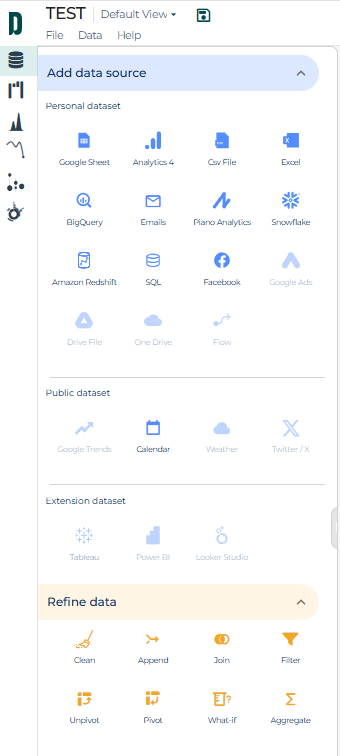 TEST Default View
File Data Help
Add data source
Personal dataset
Google Sheet Analytics 4 Csv File Excel
BigQuery Emails Piano Analytics Snowflake
Amazon Redshift SQL Facebook Google Ads
Drive File One Drive Flow
Public dataset
Google Trends Calendar Weather Twitter / X
Extension dataset
Tableau Power BI Looker Studio
Refine data
Clean Append Join Filter
Unpivot Pivot What-if Aggregate